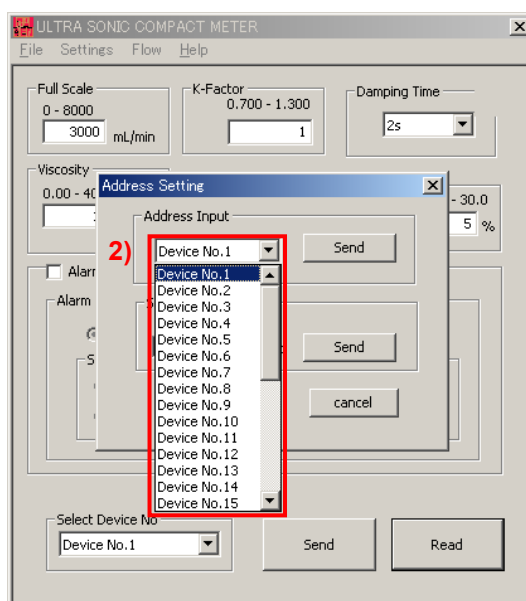 ULTRA SONIC COMPACT METER
File Settings Flow Help
Full Scale
0 - 8000
3000 mL/min
K-Factor
0.700 - 1.300
1
Damping Time
2s
Viscosity
0.00 - 40
- 30.0
5 %
Address Setting
Address Input
2)
Device No.1
Send
Device No.1
Device No.2
Device No.3
Device No.4
Device No.5
Device No.6
Device No.7
Device No.8
Device No.9
Device No.10
Device No.11
Device No.12
Device No.13
Device No.14
Device No.15
Send
cancel
Alarm
Select Device No
Device No.1
Send
Read